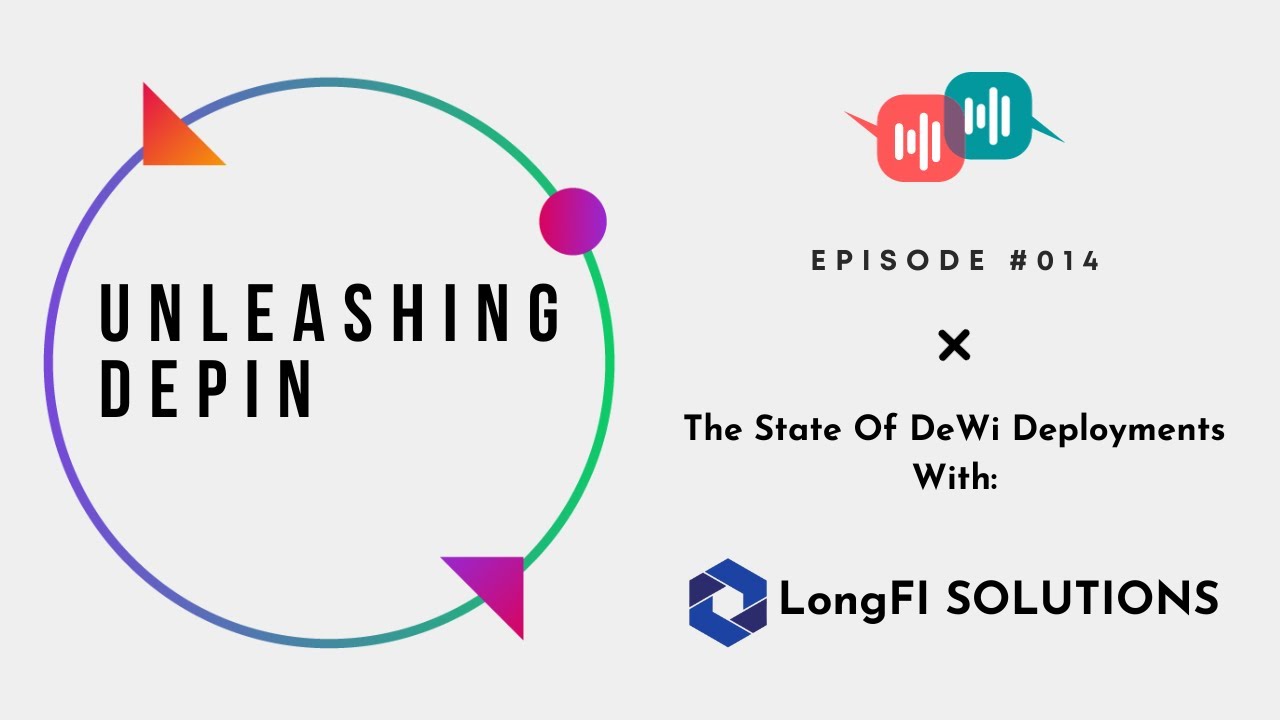 UNLEASHING
DEPIN
EPISODE #014
The State Of DeWi Deployments
With:
LongFI SOLUTIONS